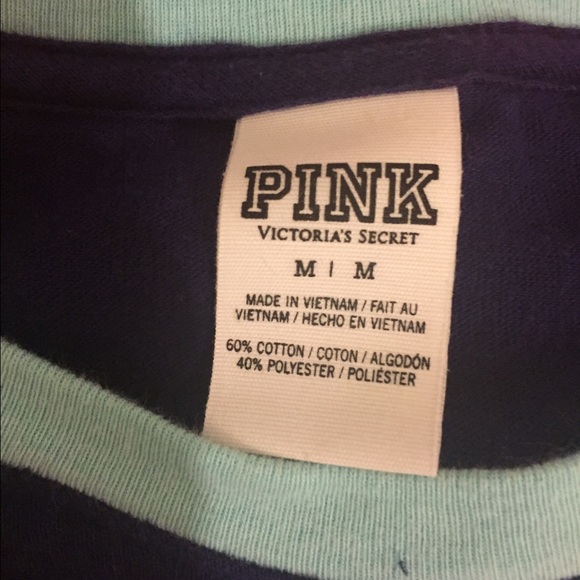 PINK
VICTORIA'S SECRET
M | M
MADE IN VIETNAM / FAIT AU
VIETNAM / HECHO EN VIETNAM
60% COTTON / COTON / ALGODÓN
40% POLYESTER / POLIÉSTER